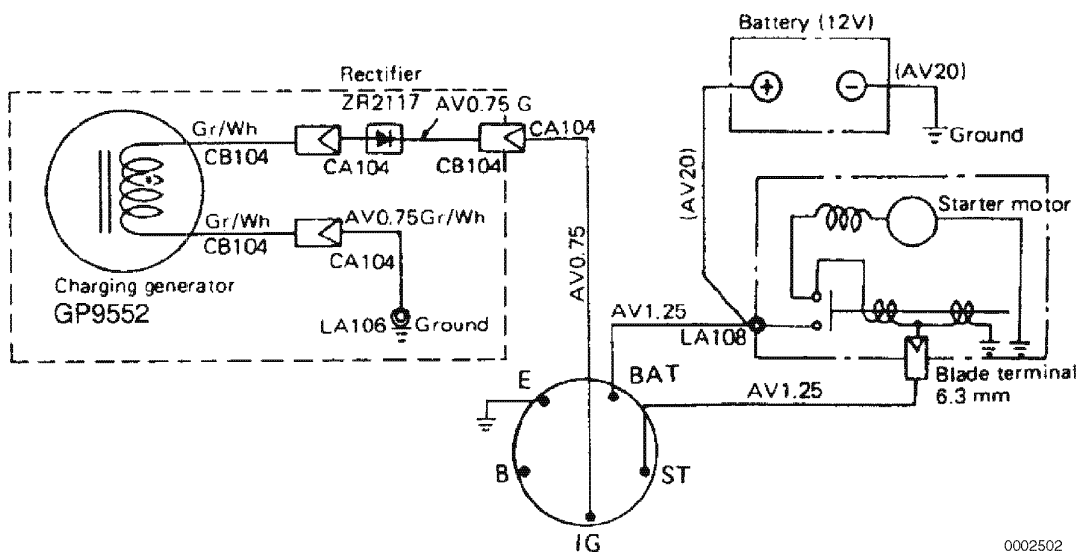 Battery (12V)
+
−
(AV20)
Ground
Rectifier
ZR2117
AV0.75 G
CA104
Gr/Wh
CB104
CA104
CB104
Gr/Wh
CB104
AV0.75Gr/Wh
CA104
Charging generator
GP9552
LA106
Ground
AV0.75
(AV20)
Starter motor
AV1.25
LA108
Blade terminal
6.3 mm
AV1.25
E
BAT
B
ST
IG
0002502